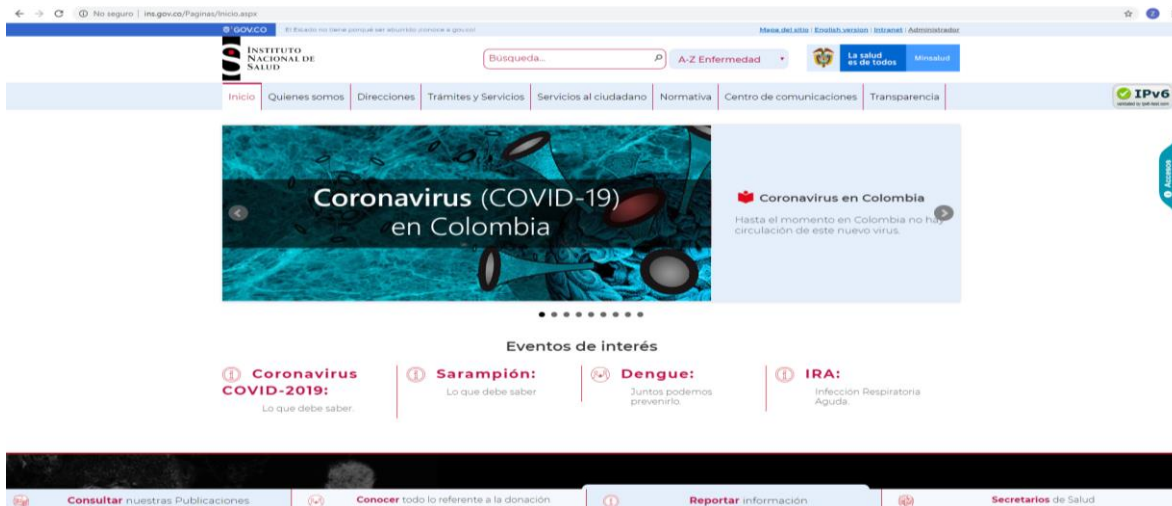 No seguro | ins.gov.co/Paginas/Inicio.aspx
GOV.CO
Mapa del sitio | English version | Intranet | Administrador
INSTITUTO
NACIONAL DE
SALUD
Búsqueda...
A-Z Enfermedad
La salud
es de todos
Minsalud
Inicio
Quienes somos
Direcciones
Trámites y Servicios
Servicios al ciudadano
Normativa
Centro de comunicaciones
Transparencia
IPv6
Accesos
Coronavirus (COVID-19)
en Colombia
Coronavirus en Colombia
Hasta el momento en Colombia no hay
circulación de este nuevo virus.
Eventos de interés
Coronavirus
COVID-2019:
Lo que debe saber.
Sarampión:
Lo que debe saber
Dengue:
Juntos podemos
prevenirlo.
IRA:
Infección Respiratoria
Aguda.
Consultar nuestras Publicaciones
Conocer todo lo referente a la donación
Reportar información
Secretarios de Salud